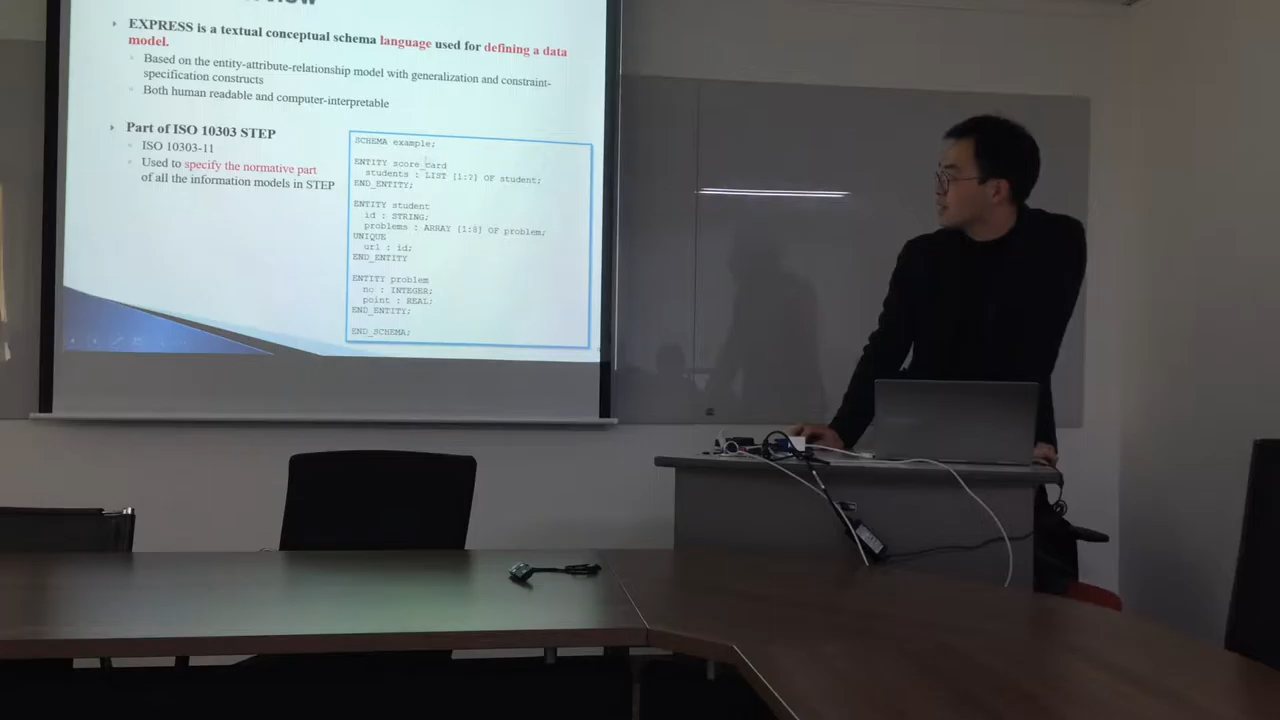 EXPRESS is a textual conceptual schema language used for defining a data
model.
Based on the entity-attribute-relationship model with generalization and constraint-
specification constructs
Both human readable and computer-interpretable
Part of ISO 10303 STEP
ISO 10303-11
Used to specify the normative part
of all the information models in STEP
SCHEMA example;
ENTITY score_card
students : LIST [1:?] OF student;
END_ENTITY;
ENTITY student
id : STRING;
problems : ARRAY [1:8] OF problem;
UNIQUE
url : id;
END_ENTITY
ENTITY problem
no : INTEGER;
point : REAL;
END_ENTITY;
END_SCHEMA;